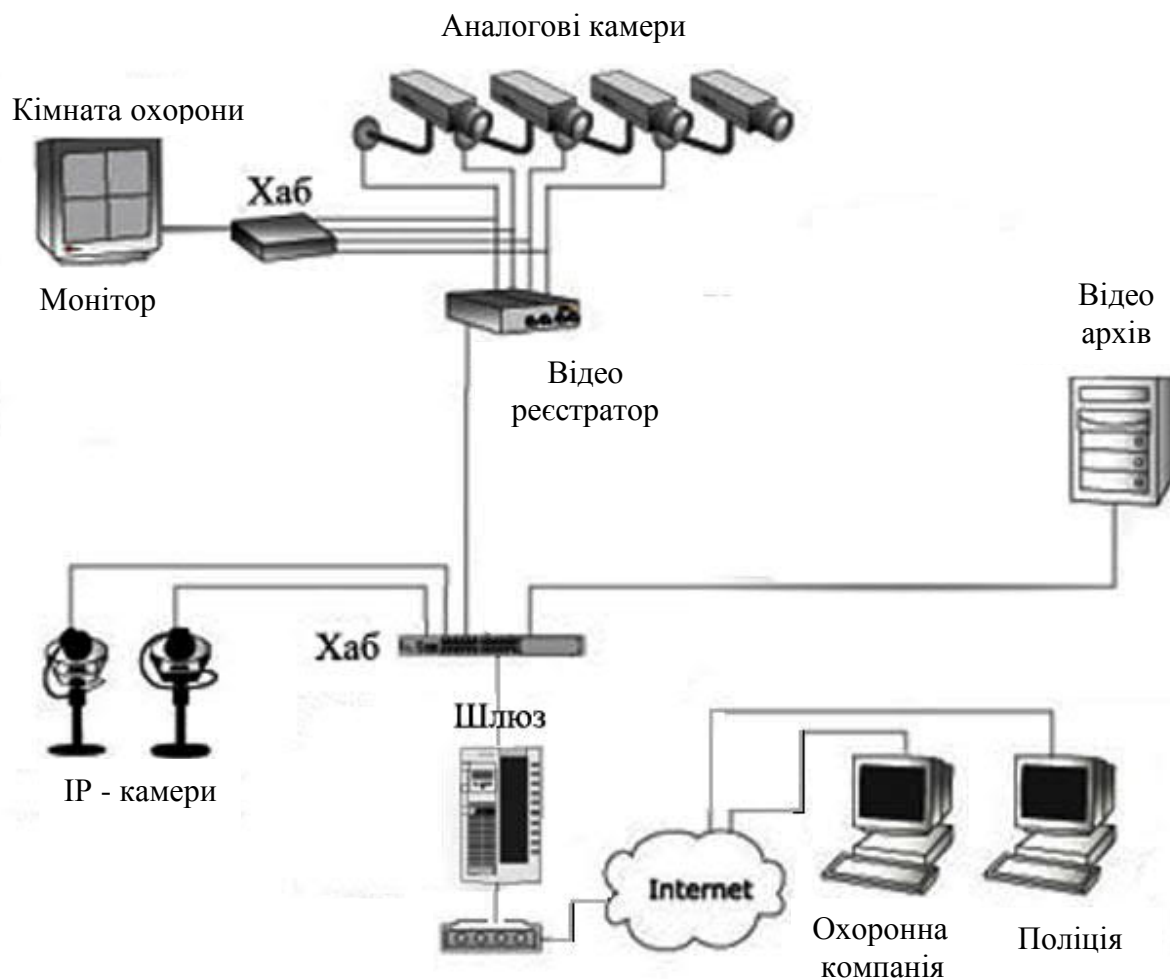 Аналогові камери
Кімната охорони
Хаб
Монітор
Відео
архів
Відео
реєстратор
Хаб
Шлюз
IP - камери
Internet
Охоронна
компанія
Поліція